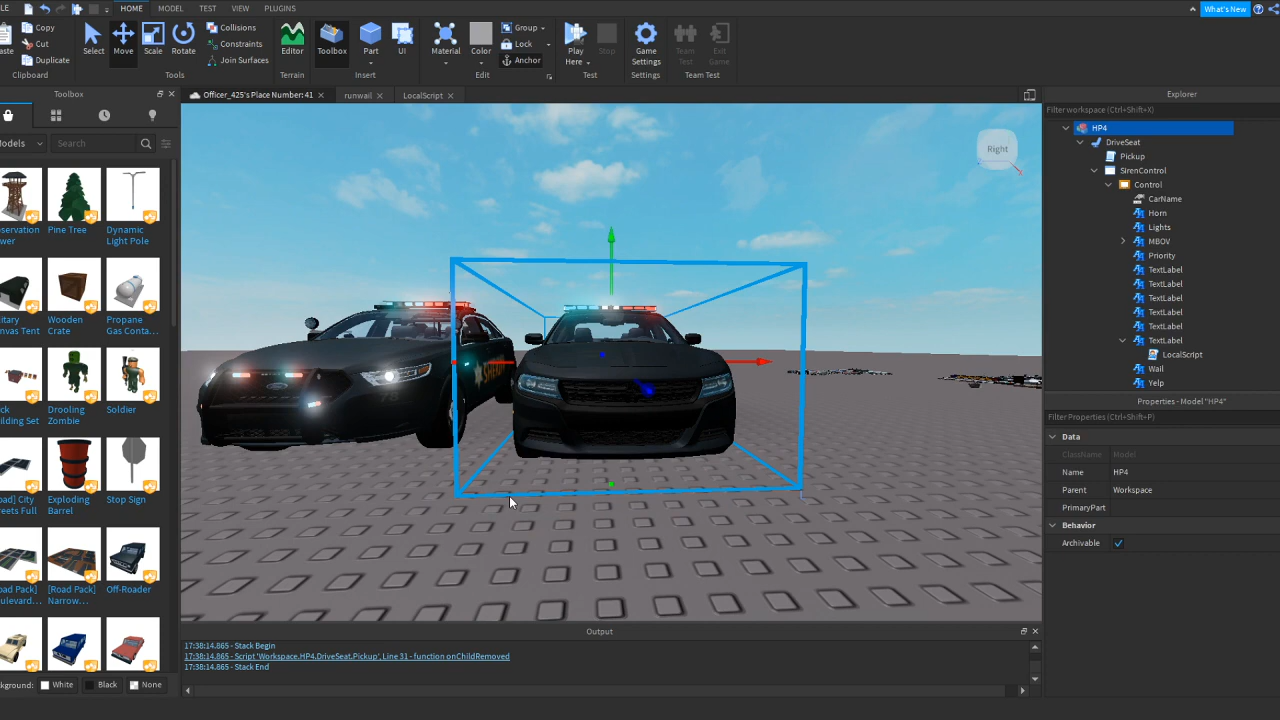 LE HOME MODEL TEST VIEW PLUGINS What's New
Copy Collisions Group Lock
aste Cut Constraints
Duplicate Join Surfaces Anchor
Select Move Scale Rotate Editor Toolbox Part UI Material Color Play Here Stop Game Settings Team Test Exit Game
Clipboard Tools Terrain Insert Edit Test Settings Team Test
Toolbox
Officer_425's Place Number: 41 runwail LocalScript
Models Search
Pine Tree Dynamic Light Pole
Wooden Crate Propane Gas Conta...
Drooling Zombie Soldier
Exploding Barrel Stop Sign
[Road Pack] Narrow... Off-Roader
White Black None
Right
SHERIFF
Output
17:38:14.865 - Stack Begin
17:38:14.865 - Script 'Workspace.HP4.DriveSeat.Pickup', Line 31 - function onChildRemoved
17:38:14.865 - Stack End
Explorer
Filter workspace (Ctrl+Shift+X)
HP4
DriveSeat
Pickup
SirenControl
Control
CarName
Horn
Lights
MBOV
Priority
TextLabel
TextLabel
TextLabel
TextLabel
TextLabel
TextLabel
LocalScript
Wail
Yelp
Properties - Model "HP4"
Filter Properties (Ctrl+Shift+P)
Data
ClassName Model
Name HP4
Parent Workspace
PrimaryPart
Behavior
Archivable